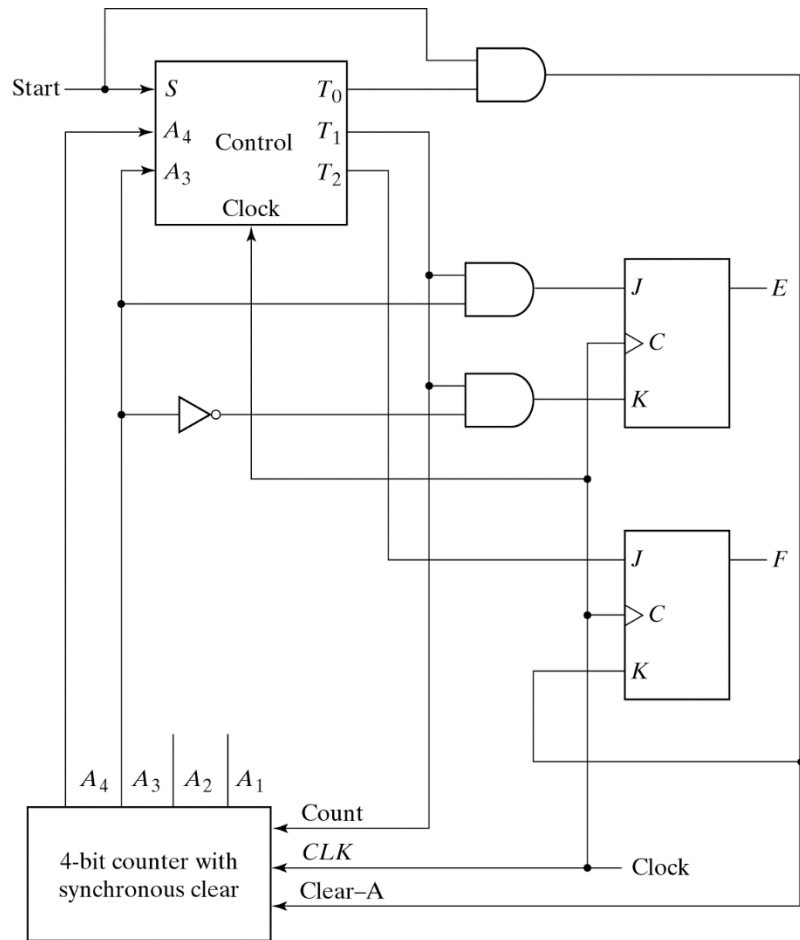 Start
S
T₀
A₄
Control
T₁
A₃
T₂
Clock
J
E
C
K
J
F
C
K
A₄
A₃
A₂
A₁
Count
4-bit counter with
synchronous clear
CLK
Clock
Clear–A